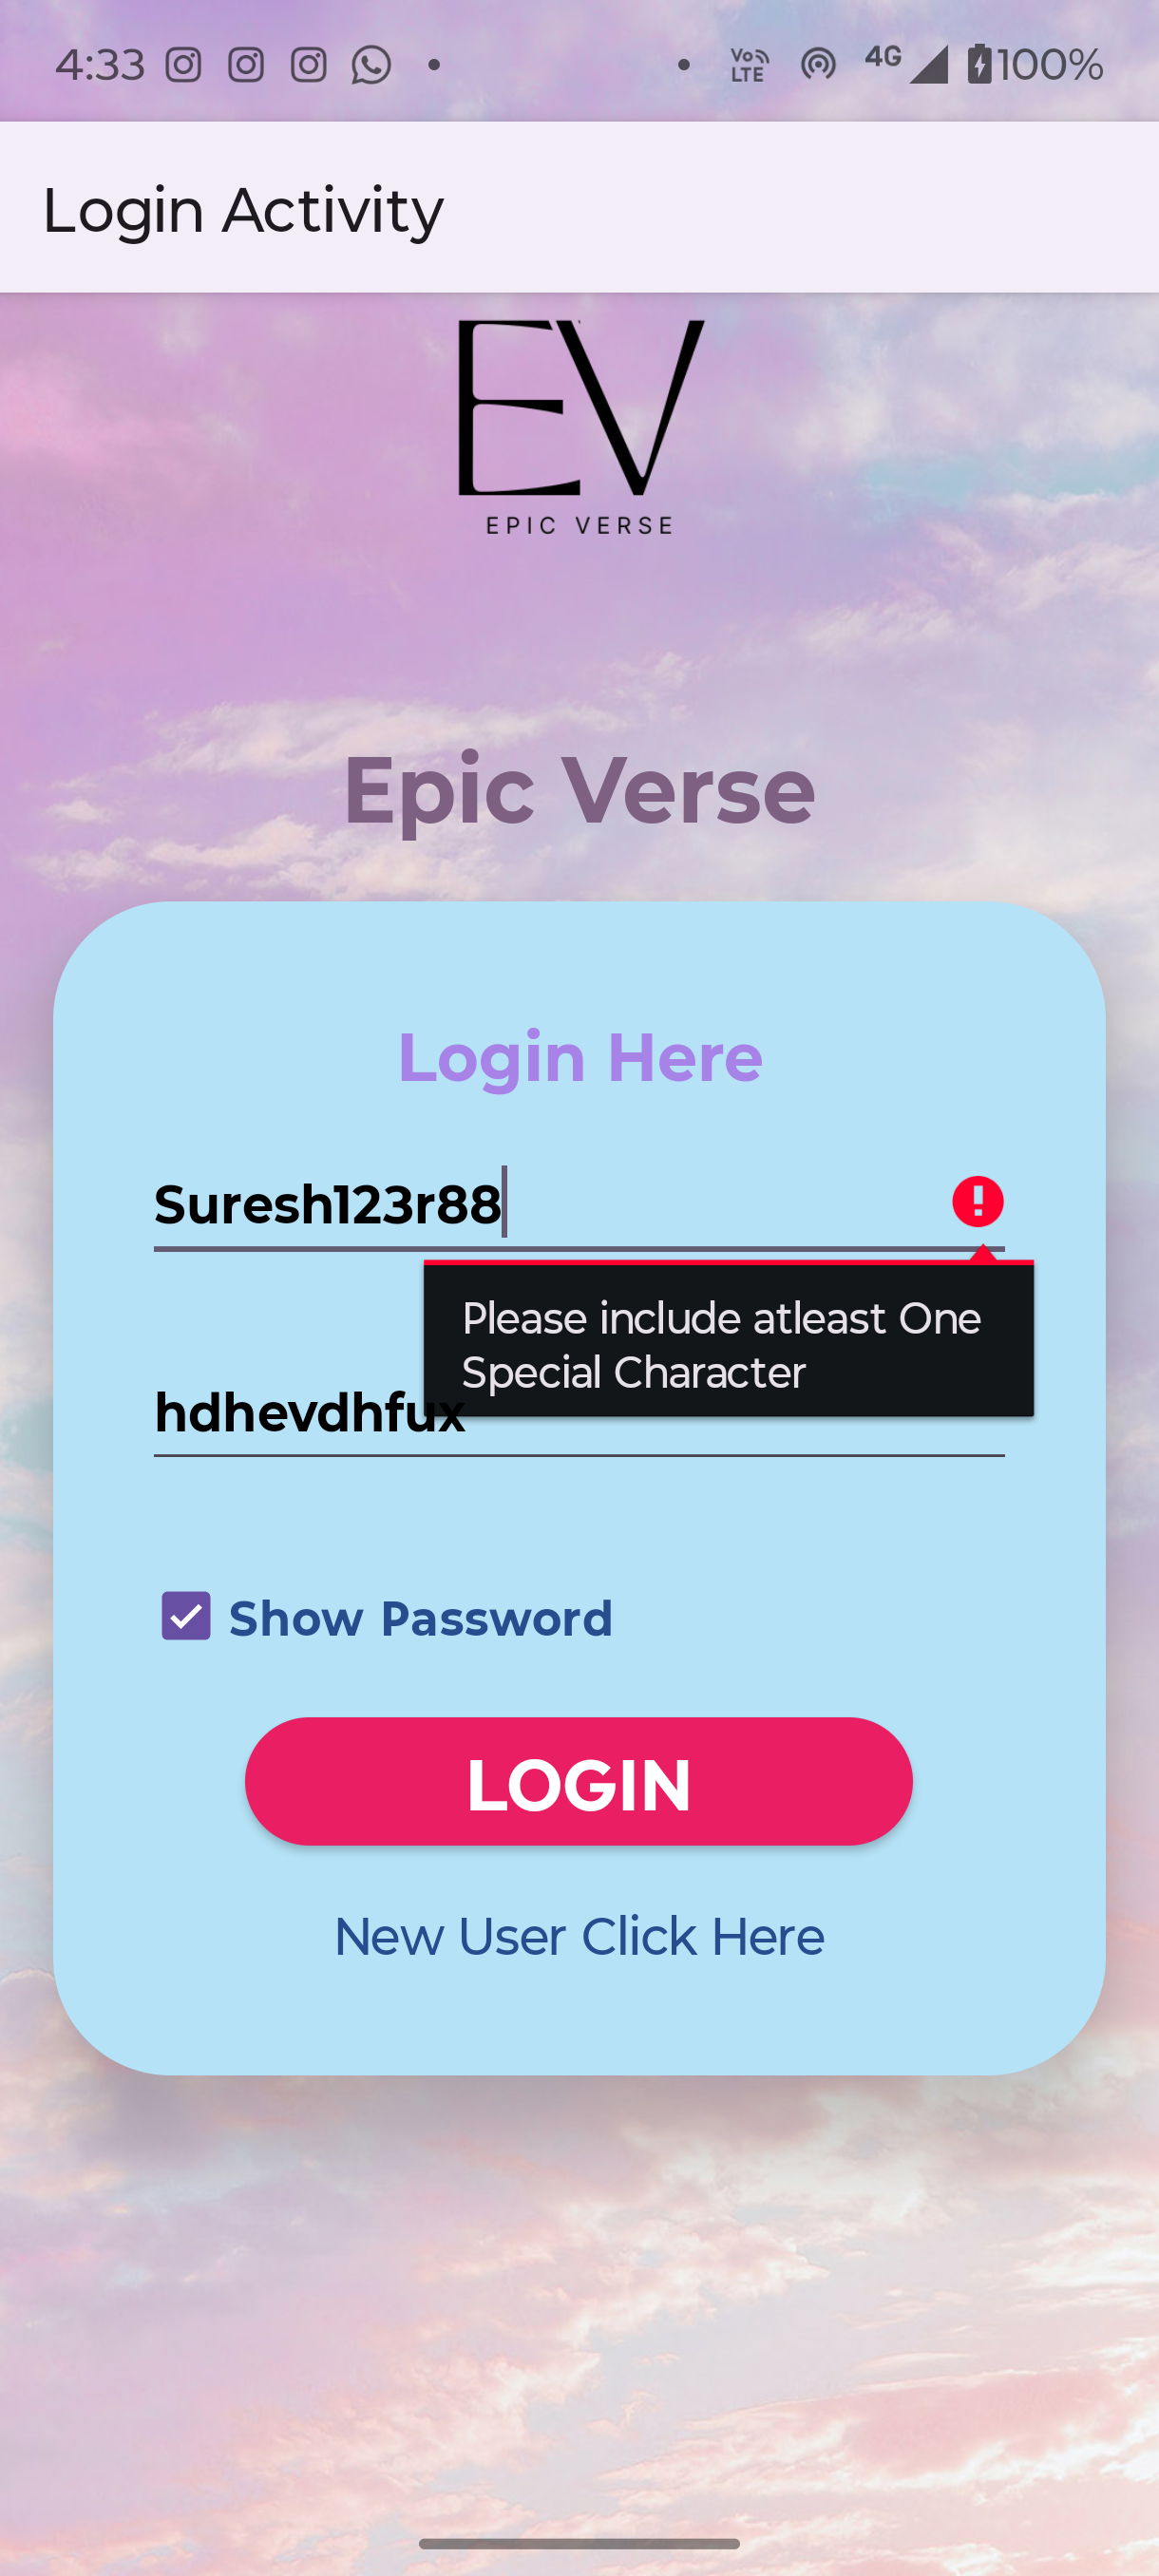 4:33
Vo LTE 4G 100%
Login Activity
EV
EPIC VERSE
Epic Verse
Login Here
Suresh123r88
Please include atleast One
Special Character
hdhevdhfux
Show Password
LOGIN
New User Click Here